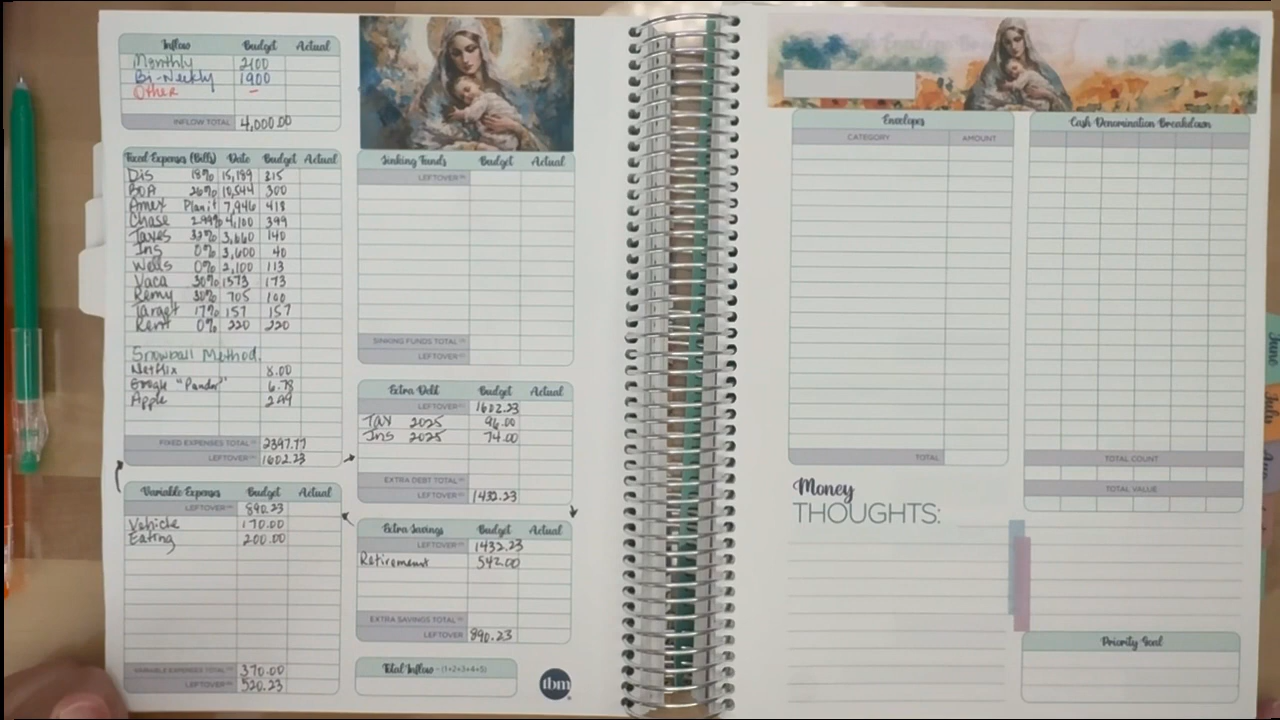 Inflow Budget Actual
Monthly 2100
Bi-Weekly 1900
Other -
INFLOW TOTAL 4,000.00
Fixed Expenses (Bills) Date Budget Actual
Dis 18% 15,189 315
BOA 26% 10,544 300
Amex Plan it 7,946 418
Chase 2.99% 4,100 399
Taxes 32% 3,660 140
Ins 0% 3,600 40
Wells 0% 2,100 113
Vaca 30% 1573 173
Remy 30% 705 100
Target 17% 157 157
Rent 0% 220 220
Snowball Method.
Netflix 8.00
Google "Pandor" 6.78
Apple 2.99
FIXED EXPENSES TOTAL 2397.77
LEFTOVER 1602.23
Variable Expenses Budget Actual
LEFTOVER 890.23
Vehicle 170.00
Eating 200.00
VARIABLE EXPENSES TOTAL 370.00
LEFTOVER 520.23
Sinking Funds Budget Actual
LEFTOVER
SINKING FUNDS TOTAL
LEFTOVER
Extra Debt Budget Actual
LEFTOVER 1602.23
Tax 2025 96.00
Ins 2025 74.00
EXTRA DEBT TOTAL
LEFTOVER 1432.23
Extra Savings Budget Actual
LEFTOVER 1432.23
Retirement 542.00
EXTRA SAVINGS TOTAL
LEFTOVER 890.23
Total Inflow - (1+2+3+4+5)
tbm
Envelopes
CATEGORY AMOUNT
TOTAL
Cash Denomination Breakdown
TOTAL COUNT
TOTAL VALUE
Money
THOUGHTS:
Priority Goal
June
July